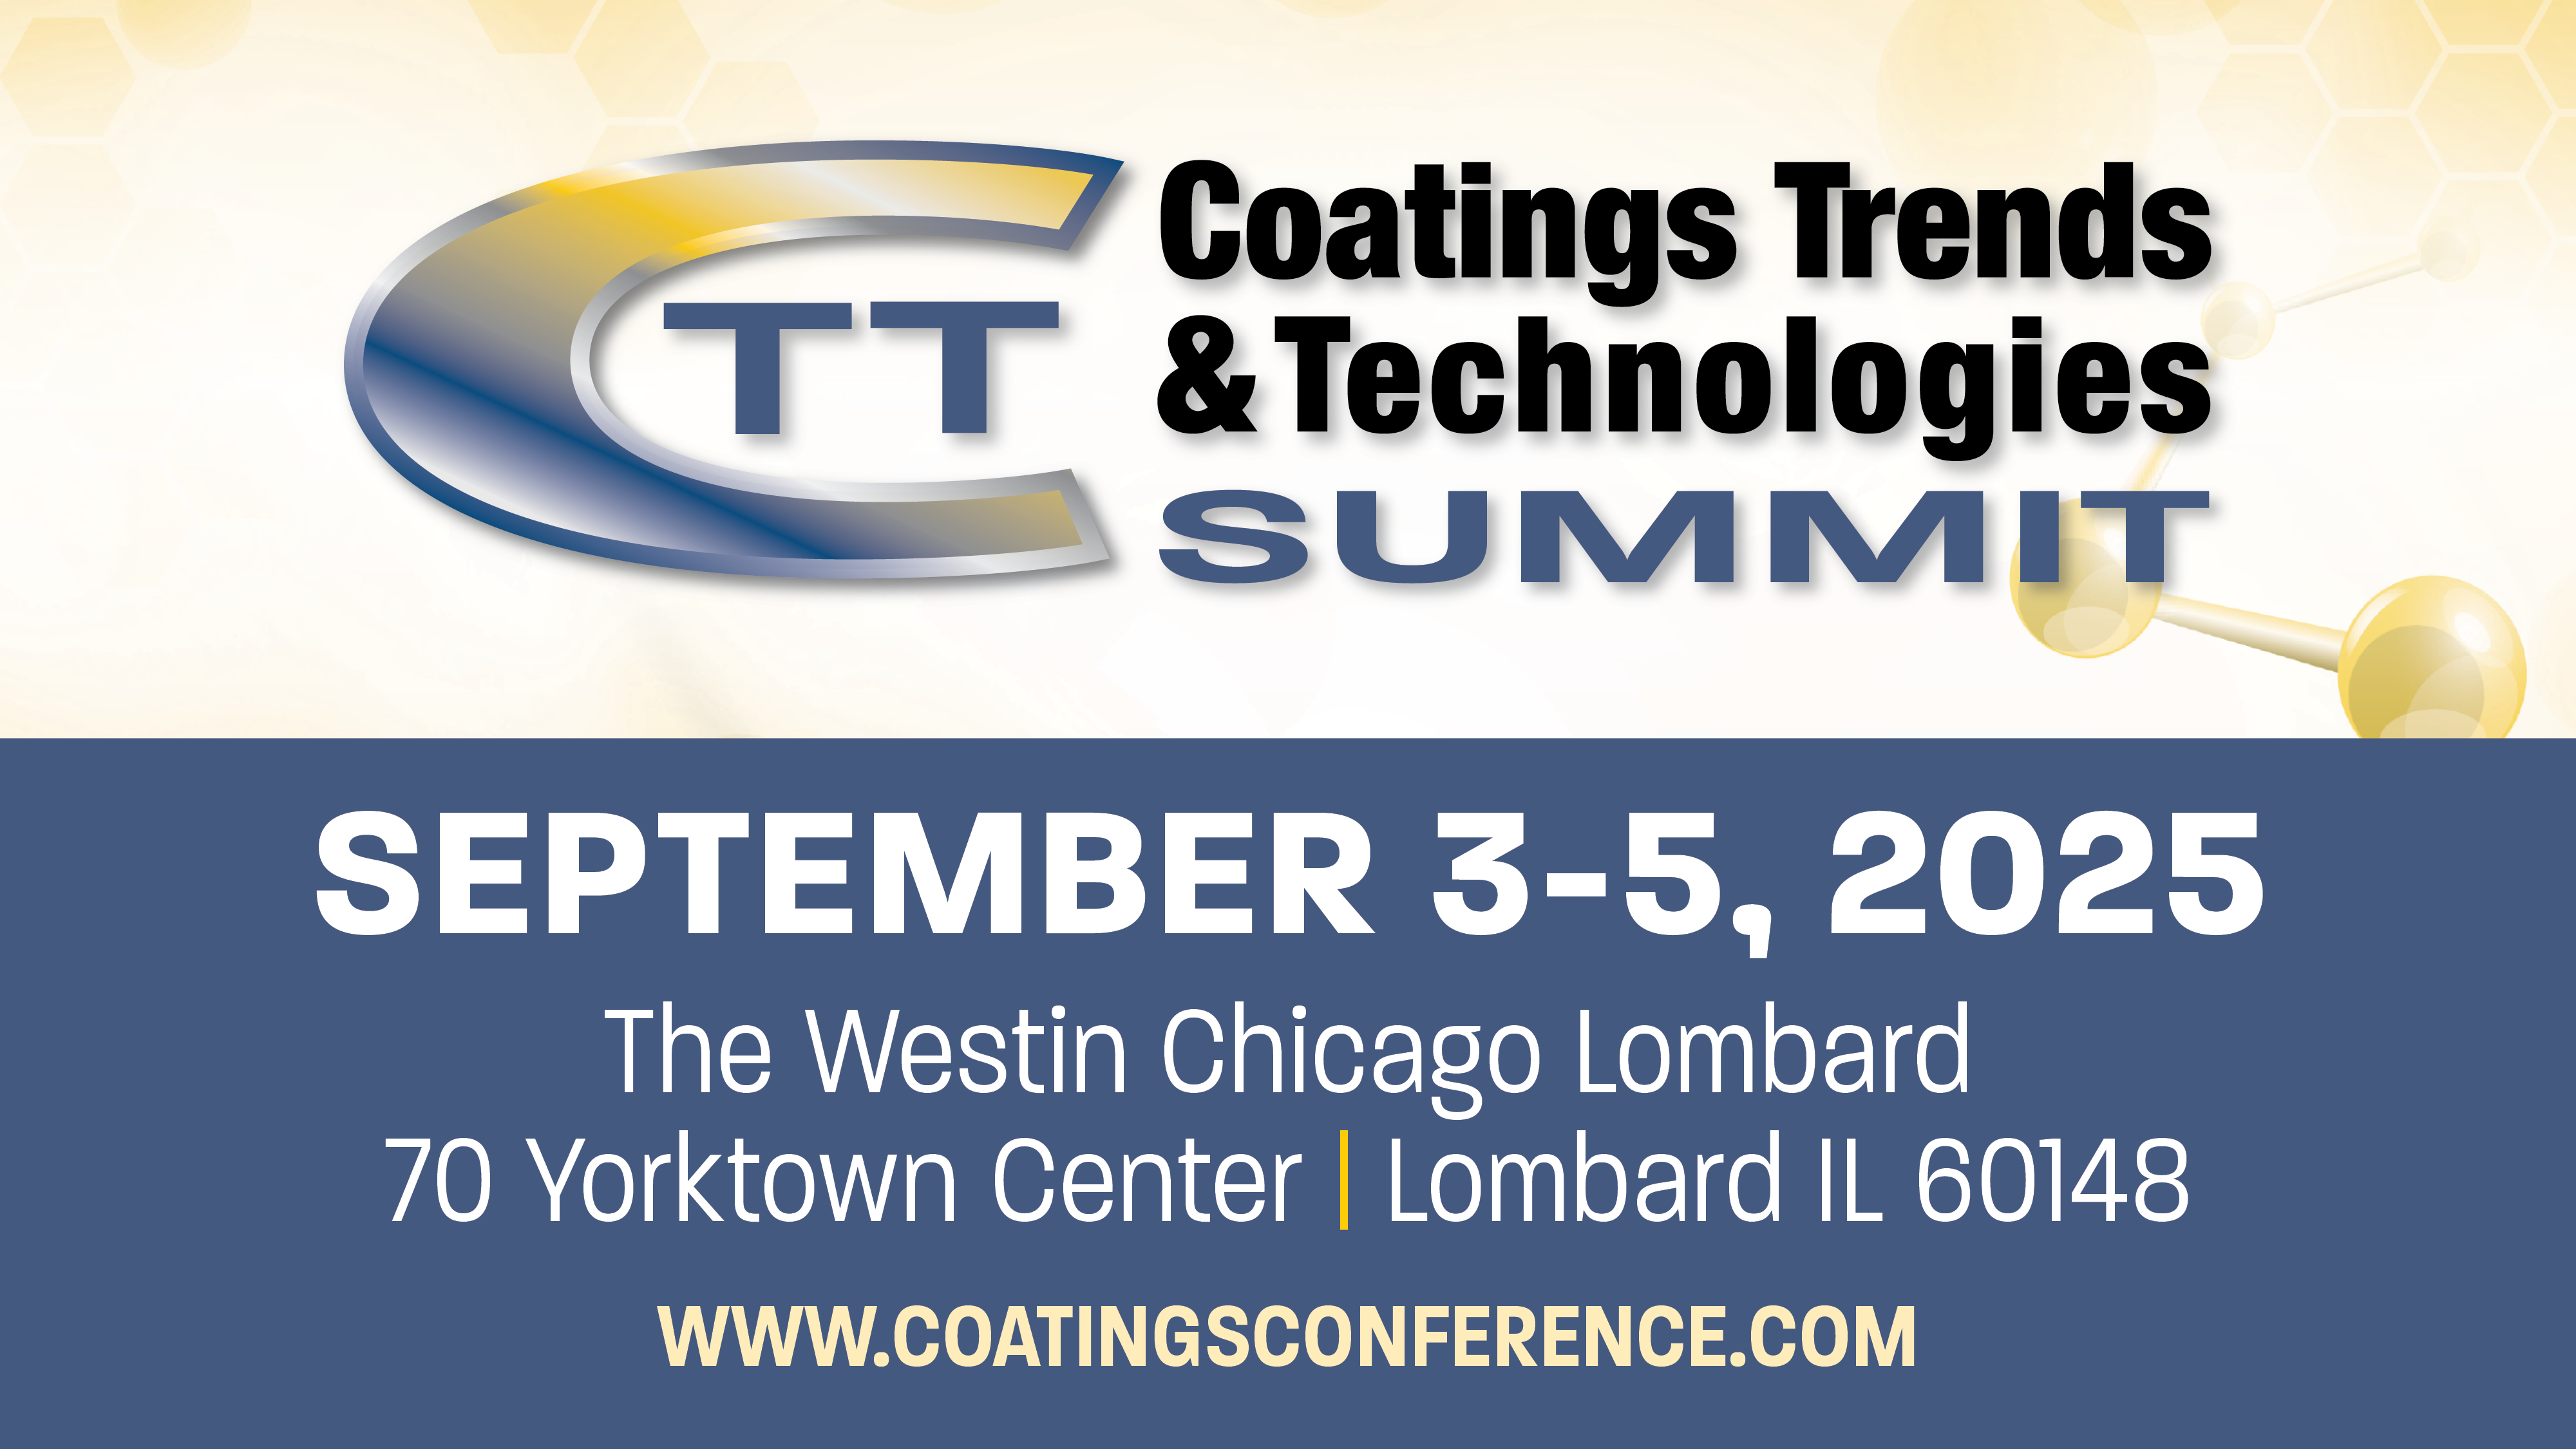 CTT
Coatings Trends
& Technologies
SUMMIT
SEPTEMBER 3-5, 2025
The Westin Chicago Lombard
70 Yorktown Center | Lombard IL 60148
WWW.COATINGSCONFERENCE.COM